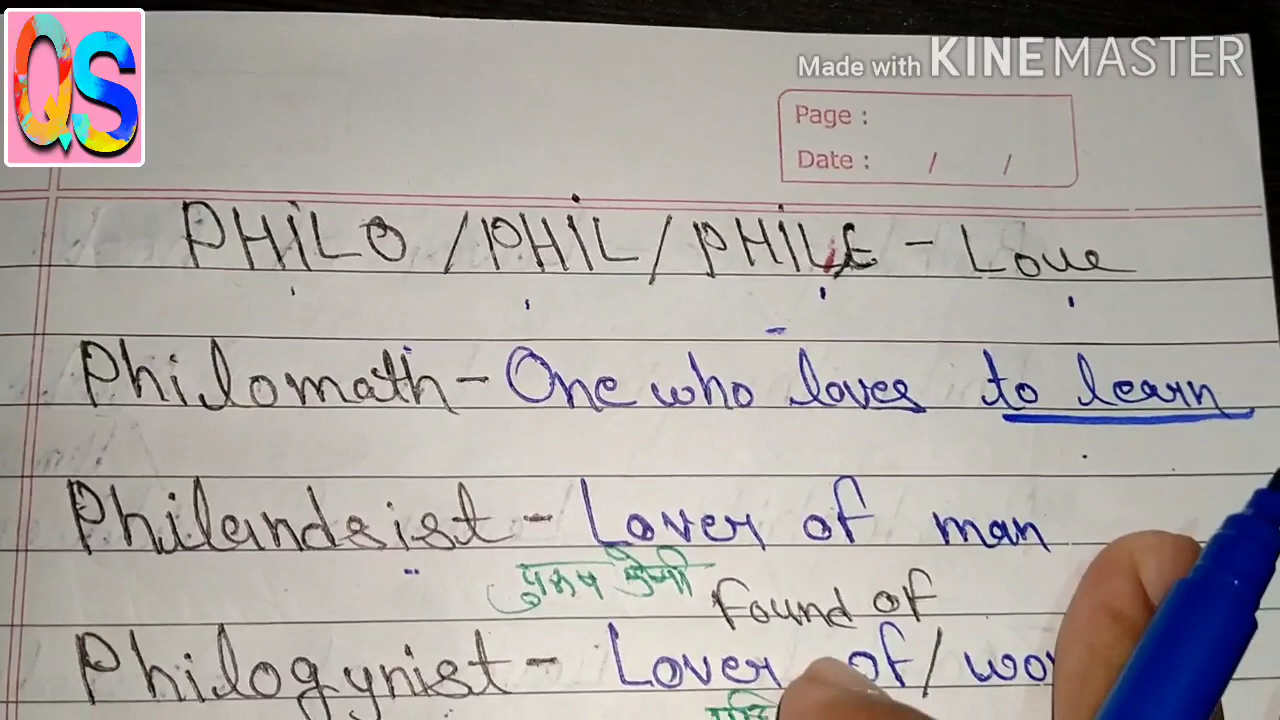 QS
Made with KINEMASTER
Page :
Date : / /
PHiLO / PHiL / PHiLE - Love
Philomath - One who loves to learn
Philandrist - Lover of man
पुरुष प्रेमी
Found of
Philogynist - Lover of /